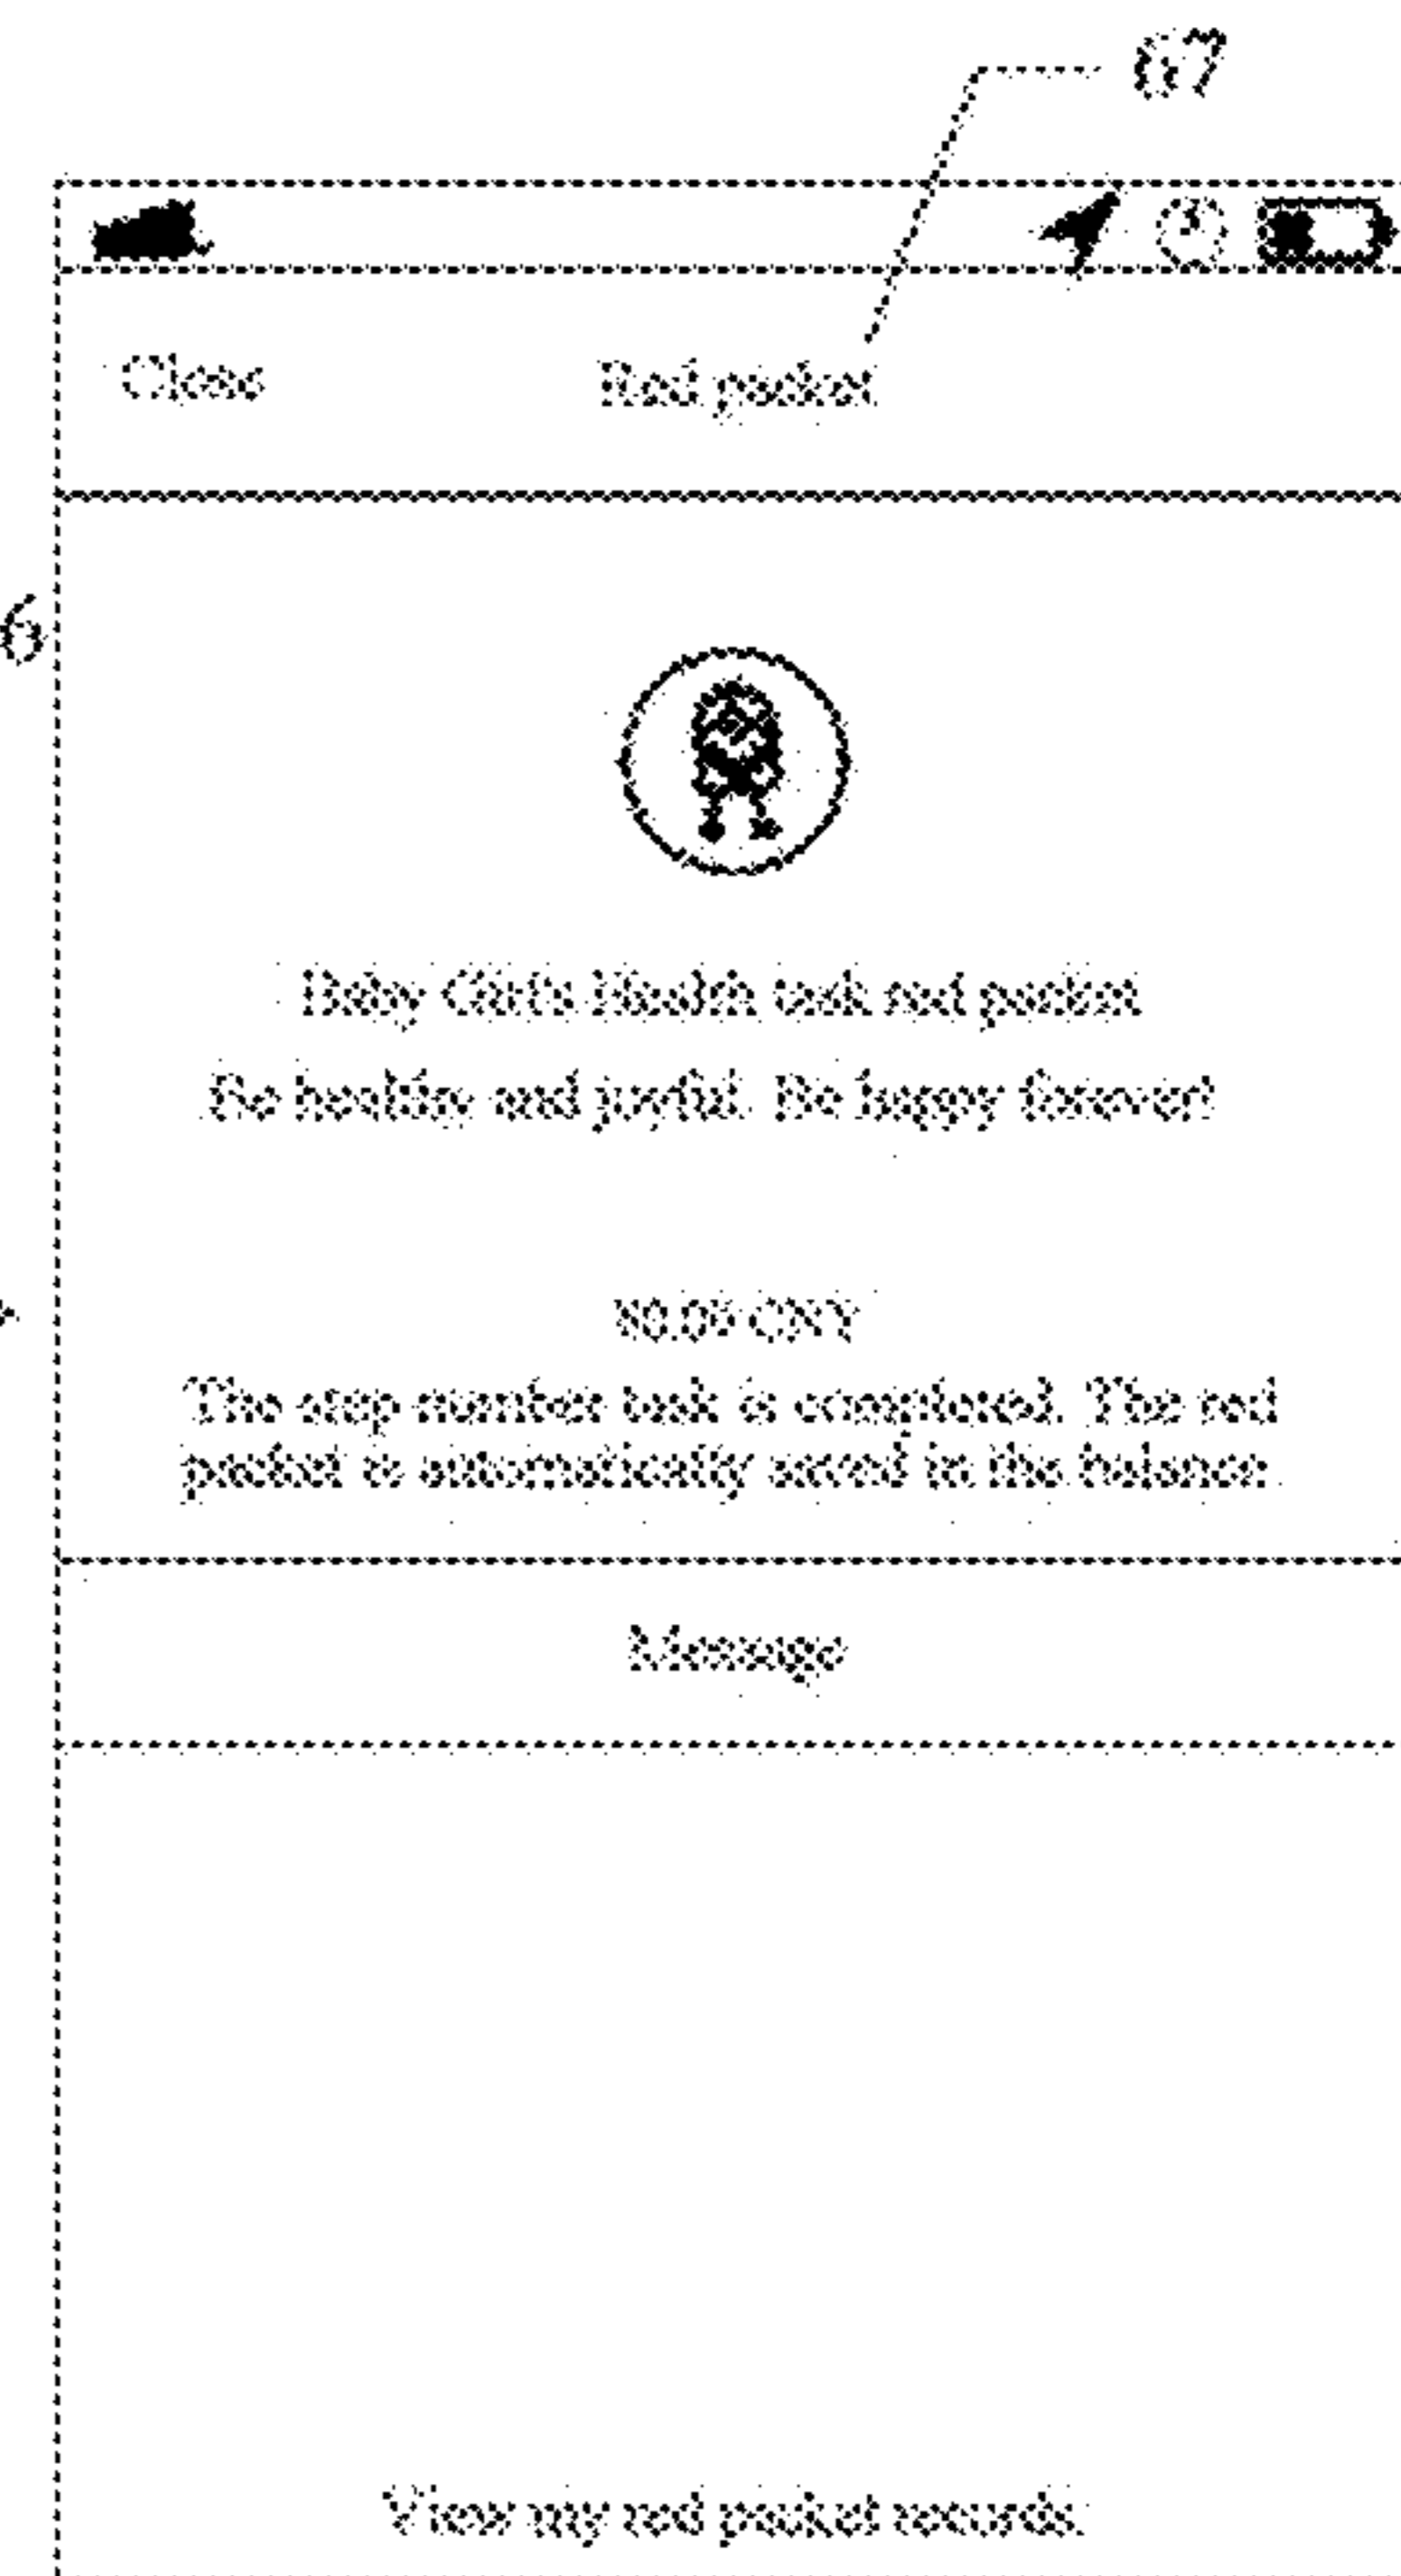 67
Close
Red packet
6
Baby Girl's Health task red packet
Be healthy and joyful. Be happy forever!
CNY
The step number task is completed. The red
packet is automatically saved in the balance
Message
View my red packet records